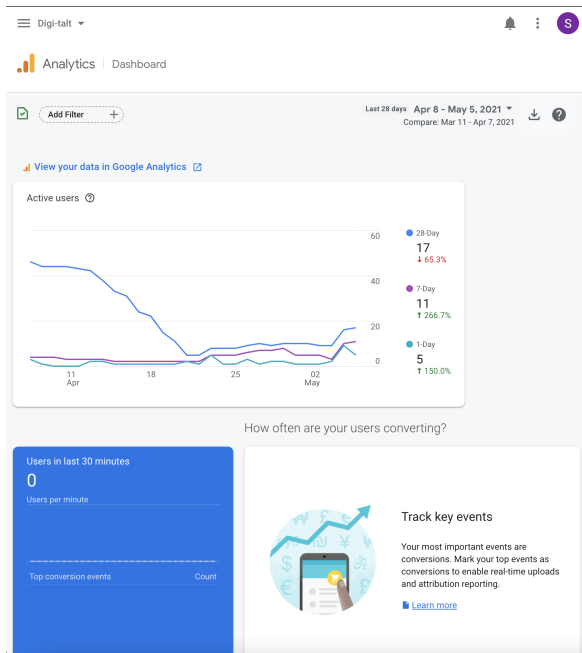 Digi-talt
S
Analytics Dashboard
Add Filter +
Last 28 days Apr 8 - May 5, 2021
Compare: Mar 11 - Apr 7, 2021
View your data in Google Analytics
Active users
60
40
20
0
11
Apr
18
25
02
May
28-Day
17
↓ 65.3%
7-Day
11
↑ 266.7%
1-Day
5
↑ 150.0%
How often are your users converting?
Users in last 30 minutes
0
Users per minute
Top conversion events Count
Track key events
Your most important events are
conversions. Mark your top events as
conversions to enable real-time uploads
and attribution reporting.
Learn more